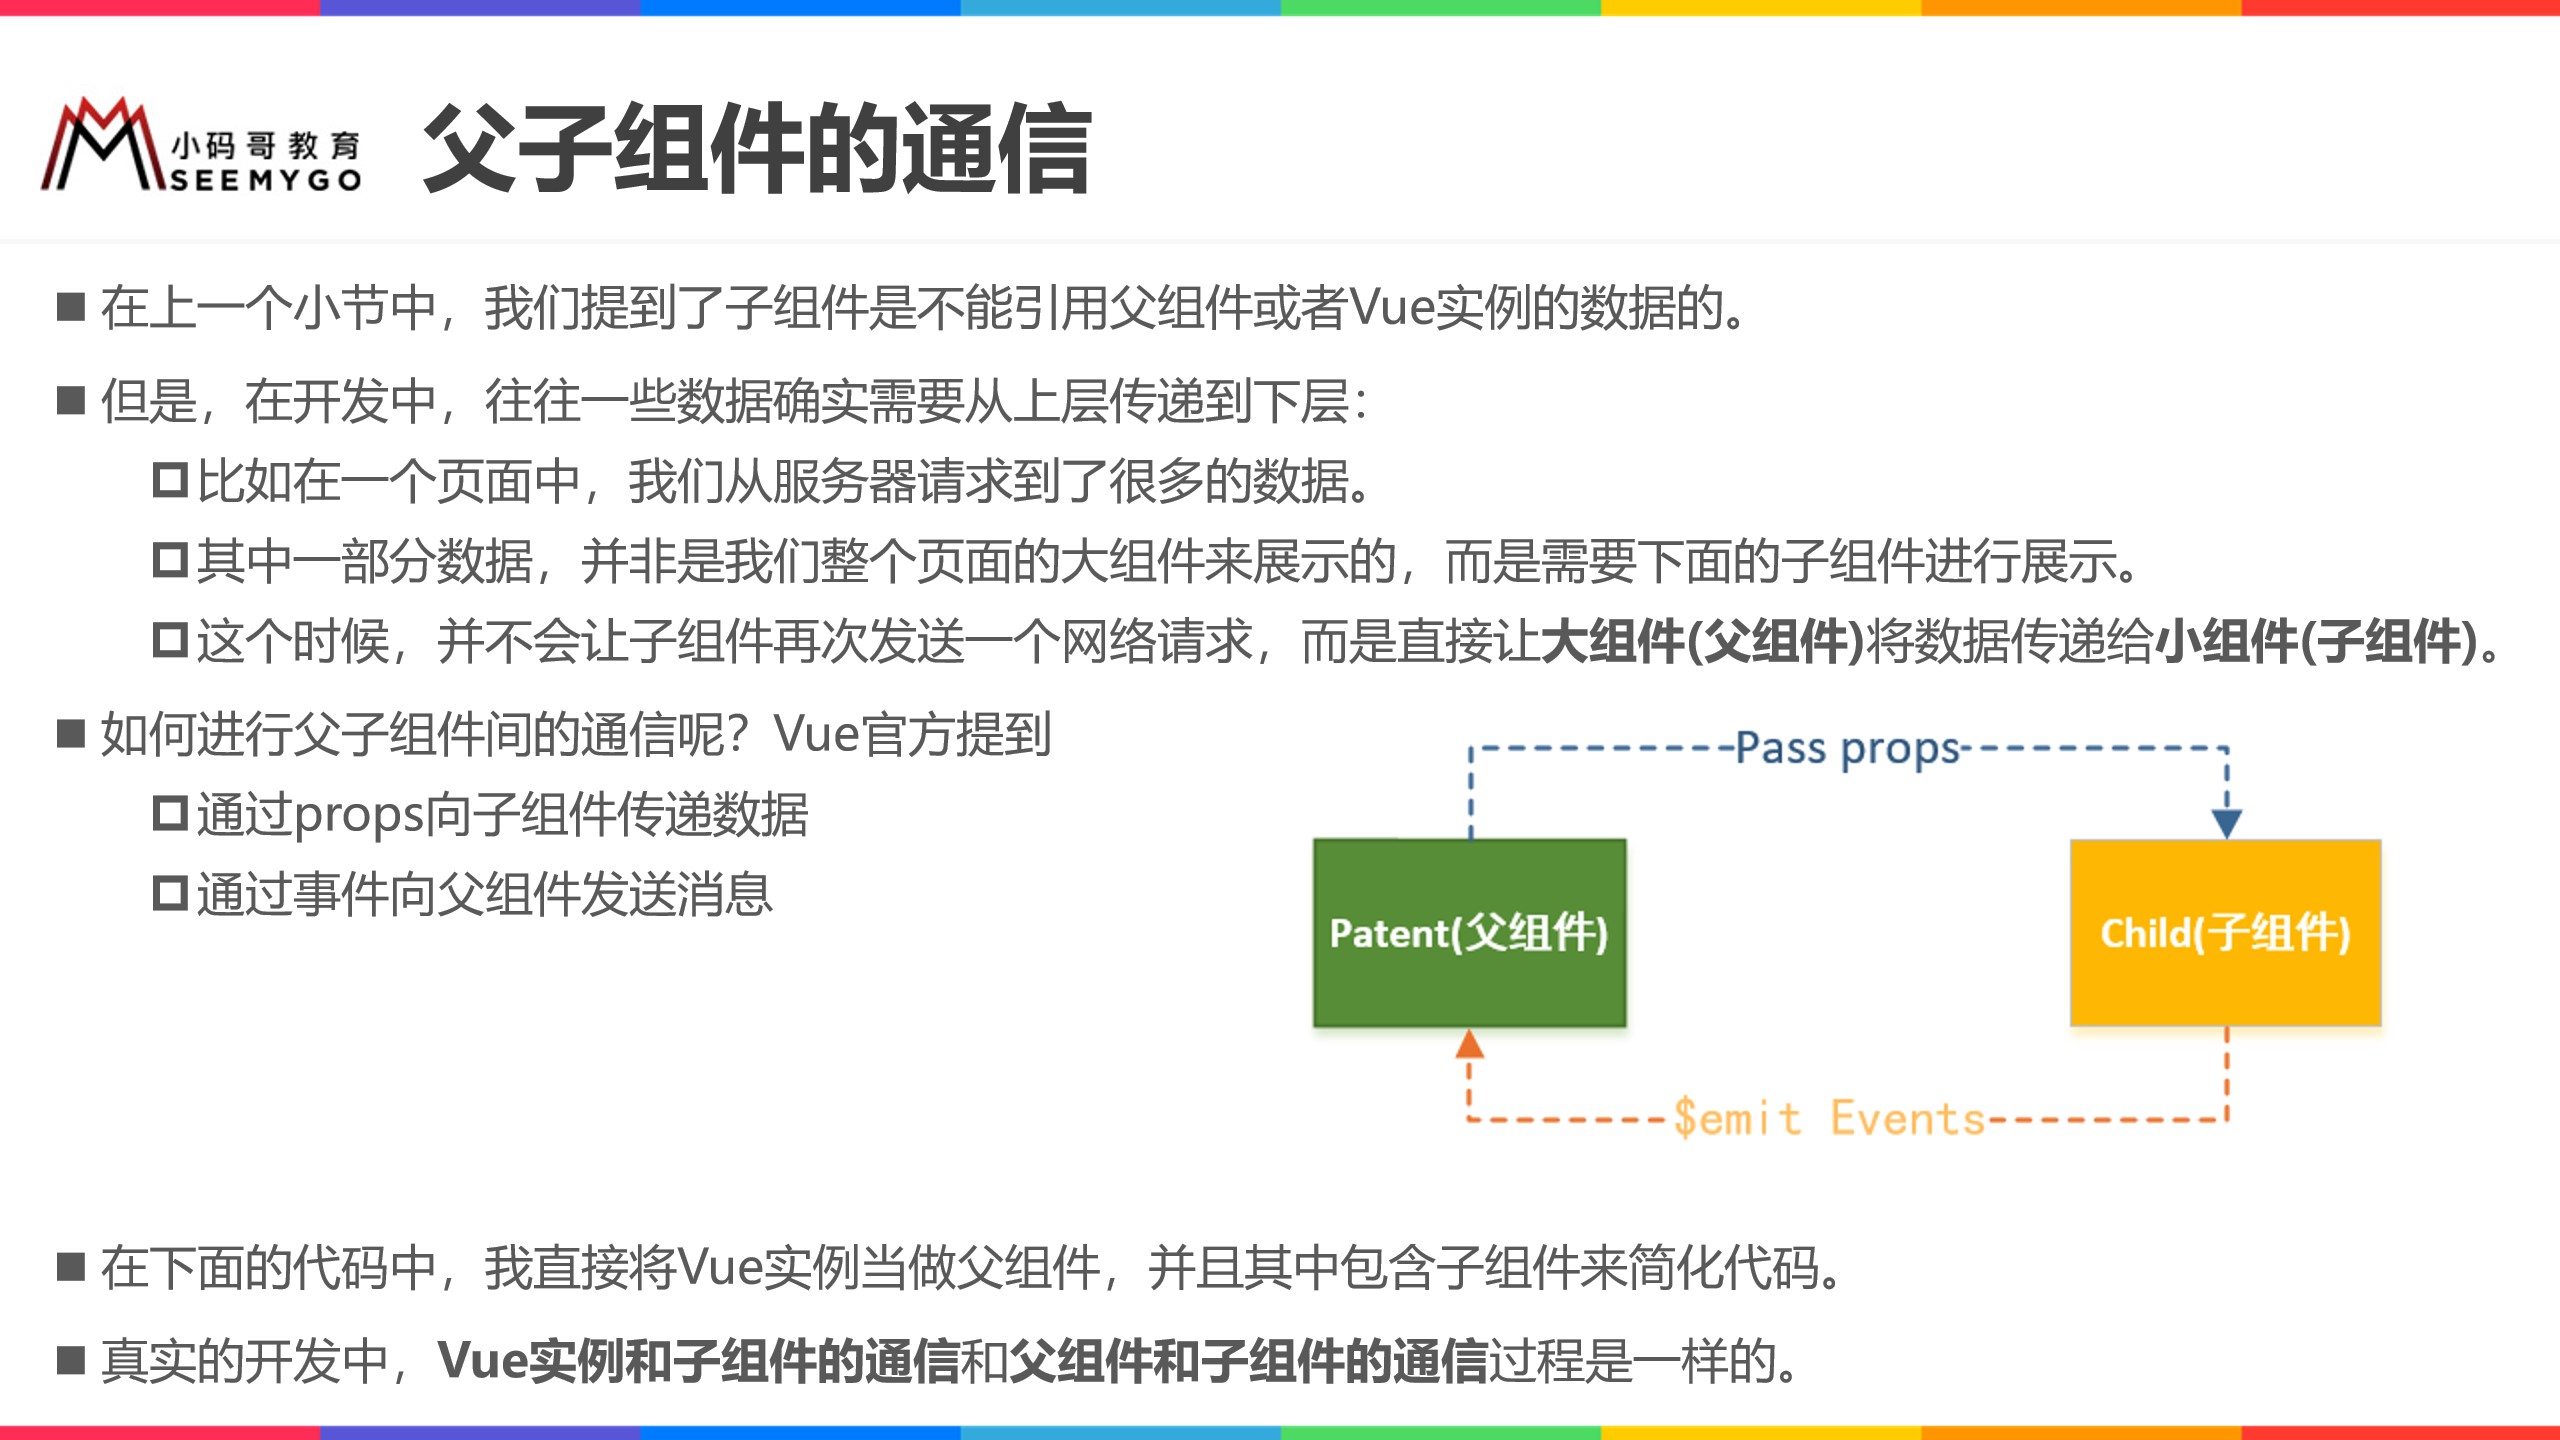 小码哥教育
SEEMYGO
父子组件的通信
在上一个小节中，我们提到了子组件是不能引用父组件或者Vue实例的数据的。
但是，在开发中，往往一些数据确实需要从上层传递到下层：
比如在一个页面中，我们从服务器请求到了很多的数据。
其中一部分数据，并非是我们整个页面的大组件来展示的，而是需要下面的子组件进行展示。
这个时候，并不会让子组件再次发送一个网络请求，而是直接让大组件(父组件)将数据传递给小组件(子组件)。
如何进行父子组件间的通信呢？Vue官方提到
通过props向子组件传递数据
通过事件向父组件发送消息
Pass props
Patent(父组件)
Child(子组件)
$emit Events
在下面的代码中，我直接将Vue实例当做父组件，并且其中包含子组件来简化代码。
真实的开发中，Vue实例和子组件的通信和父组件和子组件的通信过程是一样的。